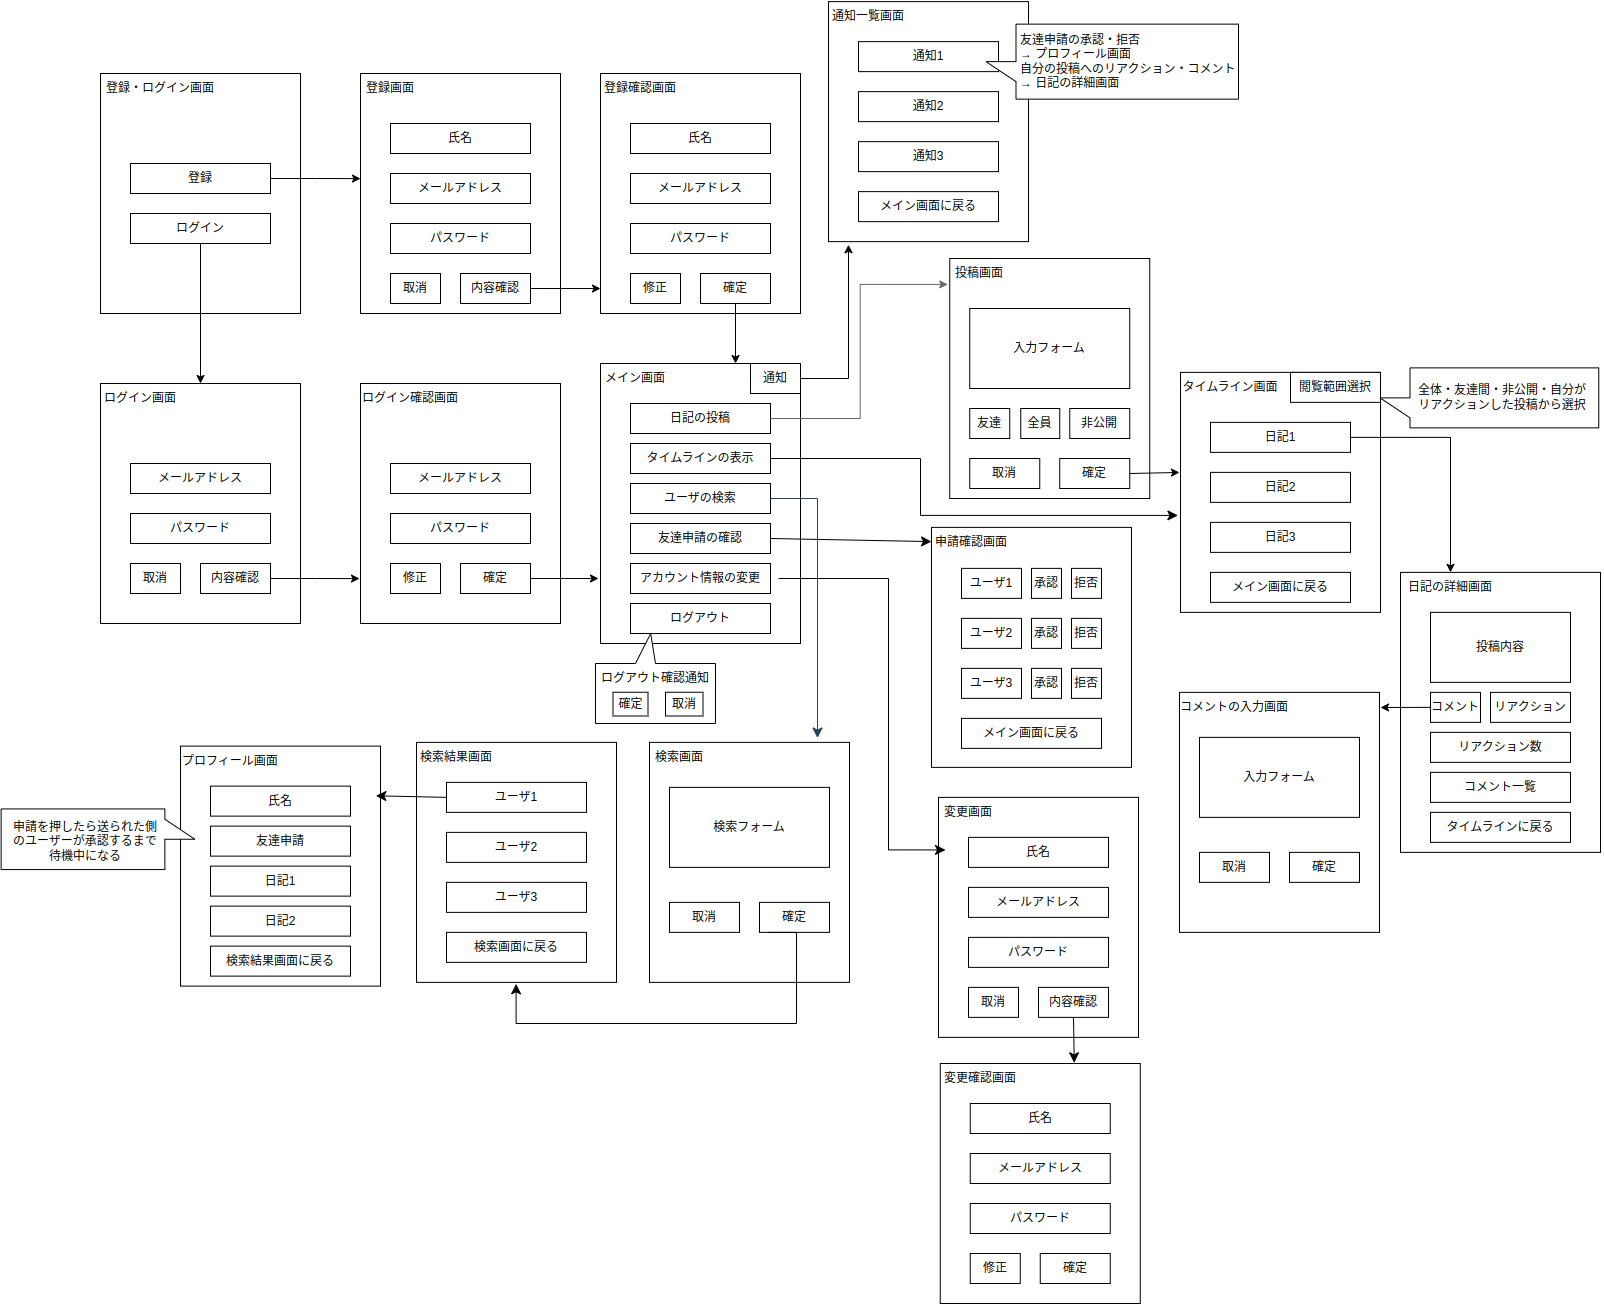 通知一覧画面
通知1
通知2
通知3
メイン画面に戻る
友達申請の承認・拒否
→ プロフィール画面
自分の投稿へのリアクション・コメント
→ 日記の詳細画面
登録・ログイン画面
登録
ログイン
登録画面
氏名
メールアドレス
パスワード
取消
内容確認
登録確認画面
氏名
メールアドレス
パスワード
修正
確定
ログイン画面
メールアドレス
パスワード
取消
内容確認
ログイン確認画面
メールアドレス
パスワード
修正
確定
メイン画面
通知
日記の投稿
タイムラインの表示
ユーザの検索
友達申請の確認
アカウント情報の変更
ログアウト
ログアウト確認通知
確定
取消
投稿画面
入力フォーム
友達
全員
非公開
取消
確定
タイムライン画面
閲覧範囲選択
日記1
日記2
日記3
メイン画面に戻る
全体・友達間・非公開・自分が
リアクションした投稿から選択
申請確認画面
ユーザ1
承認
拒否
ユーザ2
承認
拒否
ユーザ3
承認
拒否
メイン画面に戻る
日記の詳細画面
投稿内容
コメント
リアクション
リアクション数
コメント一覧
タイムラインに戻る
コメントの入力画面
入力フォーム
取消
確定
プロフィール画面
氏名
友達申請
日記1
日記2
検索結果画面に戻る
申請を押したら送られた側
のユーザーが承認するまで
待機中になる
検索結果画面
ユーザ1
ユーザ2
ユーザ3
検索画面に戻る
検索画面
検索フォーム
取消
確定
変更画面
氏名
メールアドレス
パスワード
取消
内容確認
変更確認画面
氏名
メールアドレス
パスワード
修正
確定